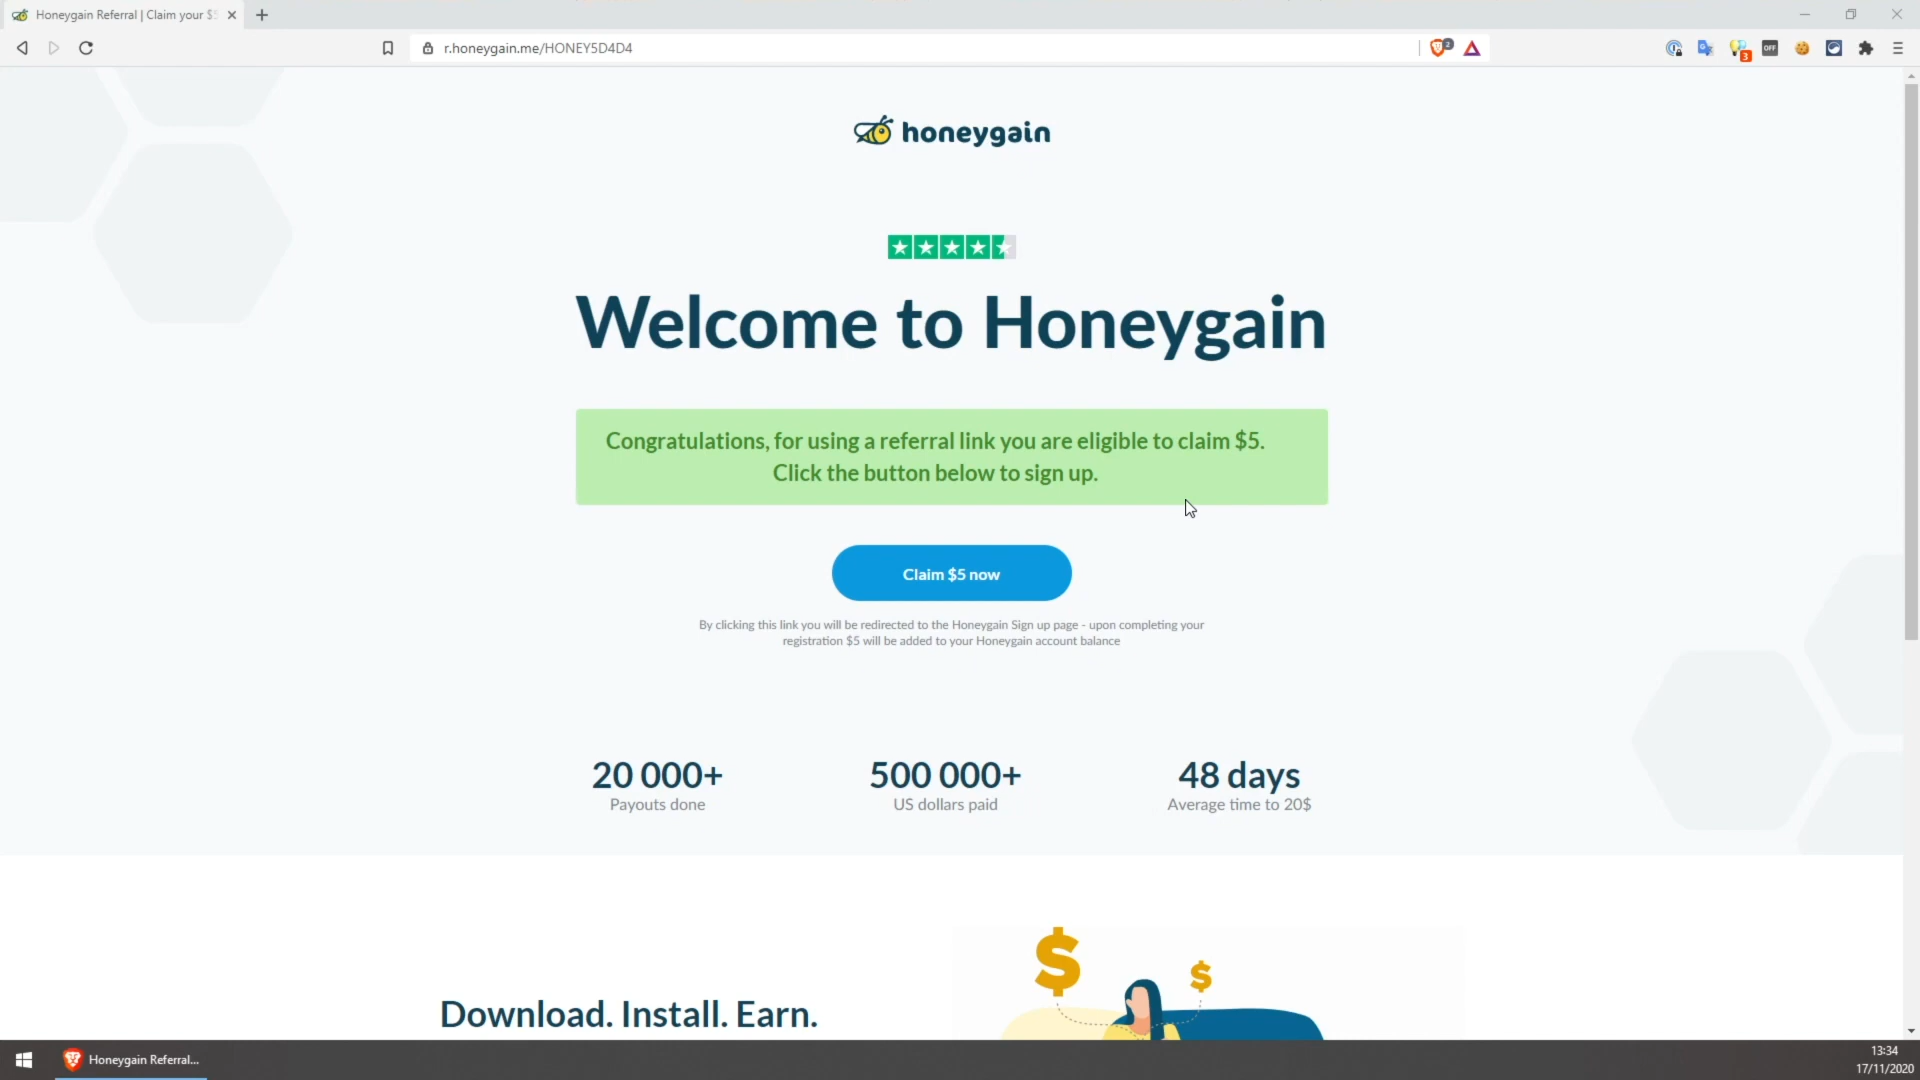 Honeygain Referral | Claim your $5
r.honeygain.me/HONEY5D4D4
2
3
OFF
honeygain
Welcome to Honeygain
Congratulations, for using a referral link you are eligible to claim $5.
Click the button below to sign up.
Claim $5 now
By clicking this link you will be redirected to the Honeygain Sign up page - upon completing your
registration $5 will be added to your Honeygain account balance
20 000+
Payouts done
500 000+
US dollars paid
48 days
Average time to 20$
$
$
Download. Install. Earn.
Honeygain Referral...
13:34
17/11/2020